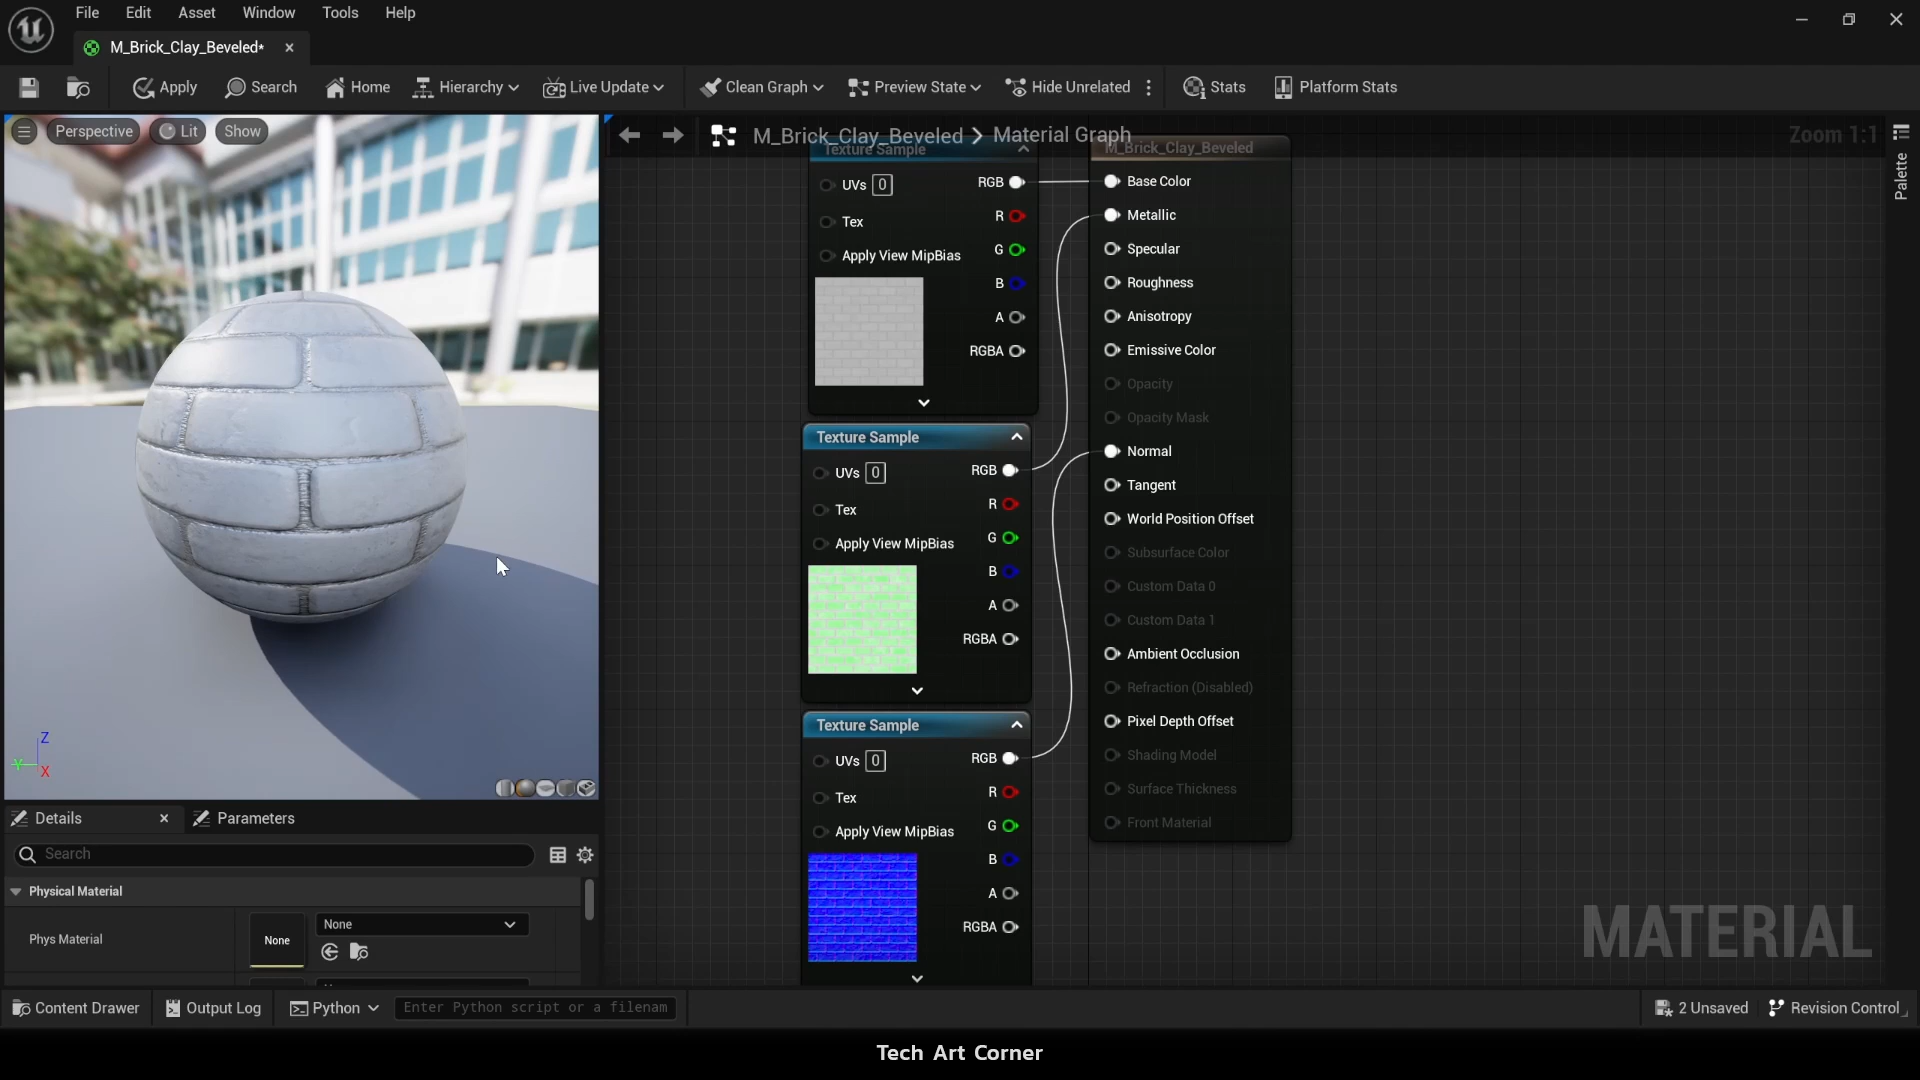 File Edit Asset Window Tools Help
M_Brick_Clay_Beveled*
Apply Search Home Hierarchy Live Update Clean Graph Preview State Hide Unrelated Stats Platform Stats
Perspective Lit Show
M_Brick_Clay_Beveled > Material Graph
Zoom 1:1
Palette
Texture Sample
UVs 0
Tex
Apply View MipBias
RGB
R
G
B
A
RGBA
Texture Sample
UVs 0
Tex
Apply View MipBias
RGB
R
G
B
A
RGBA
Texture Sample
UVs 0
Tex
Apply View MipBias
RGB
R
G
B
A
RGBA
M_Brick_Clay_Beveled
Base Color
Metallic
Specular
Roughness
Anisotropy
Emissive Color
Opacity
Opacity Mask
Normal
Tangent
World Position Offset
Subsurface Color
Custom Data 0
Custom Data 1
Ambient Occlusion
Refraction (Disabled)
Pixel Depth Offset
Shading Model
Surface Thickness
Front Material
MATERIAL
Z
Y
X
Details Parameters
Search
Physical Material
Phys Material
None
None
Content Drawer Output Log Python Enter Python script or a filenam
2 Unsaved Revision Control
Tech Art Corner